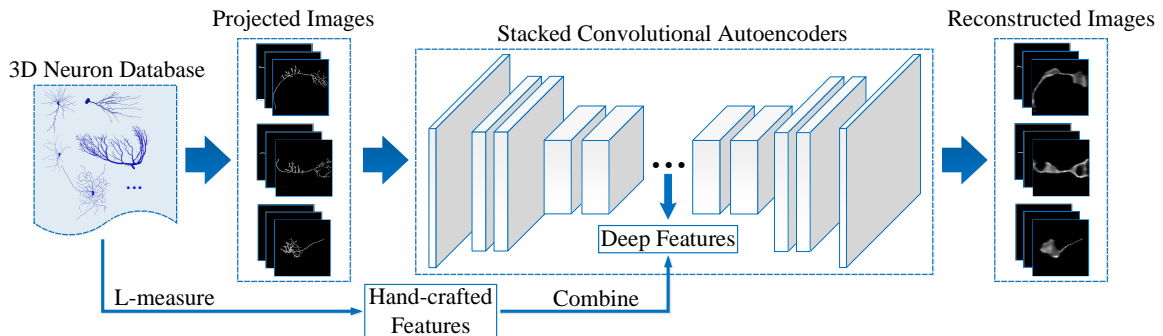 Projected Images
Reconstructed Images
Stacked Convolutional Autoencoders
3D Neuron Database
...
...
Deep Features
L-measure
Hand-crafted
Features
Combine